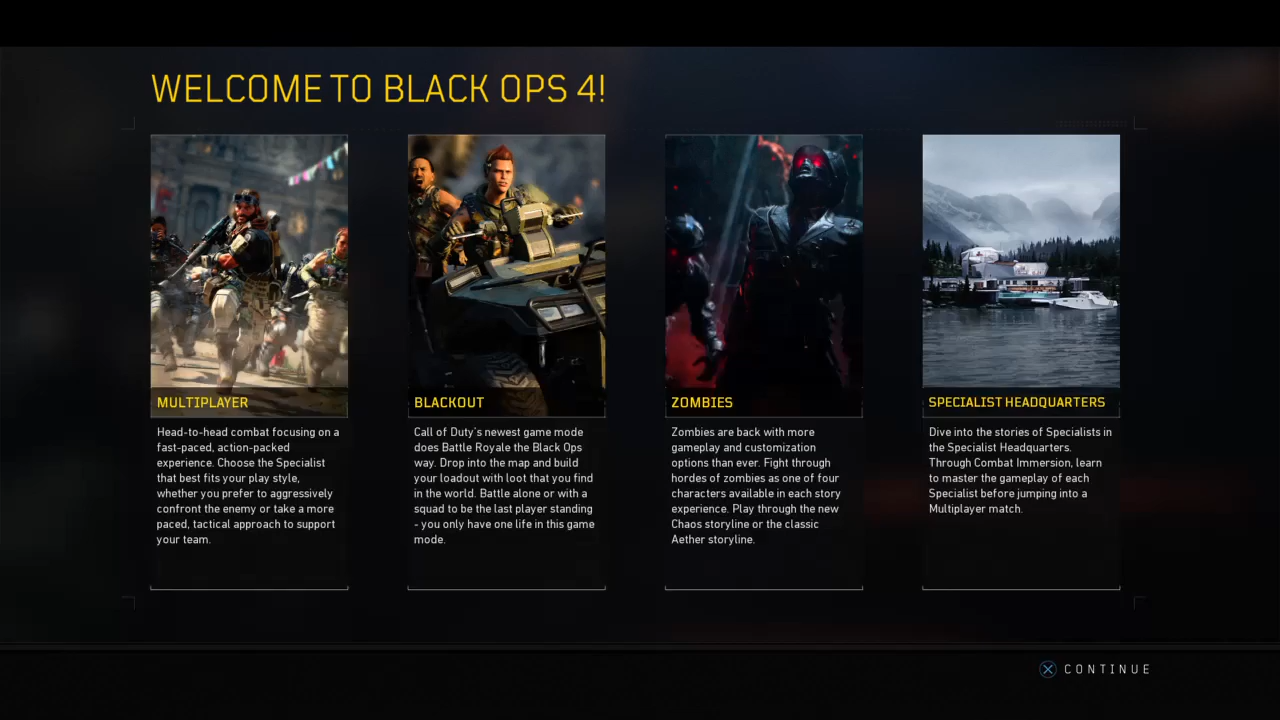 WELCOME TO BLACK OPS 4!
MULTIPLAYER
Head-to-head combat focusing on a
fast-paced, action-packed
experience. Choose the Specialist
that best fits your play style,
whether you prefer to aggressively
confront the enemy or take a more
paced, tactical approach to support
your team.
BLACKOUT
Call of Duty's newest game mode
does Battle Royale the Black Ops
way. Drop into the map and build
your loadout with loot that you find
in the world. Battle alone or with a
squad to be the last player standing
- you only have one life in this game
mode.
ZOMBIES
Zombies are back with more
gameplay and customization
options than ever. Fight through
hordes of zombies as one of four
characters available in each story
experience. Play through the new
Chaos storyline or the classic
Aether storyline.
SPECIALIST HEADQUARTERS
Dive into the stories of Specialists in
the Specialist Headquarters.
Through Combat Immersion, learn
to master the gameplay of each
Specialist before jumping into a
Multiplayer match.
CONTINUE